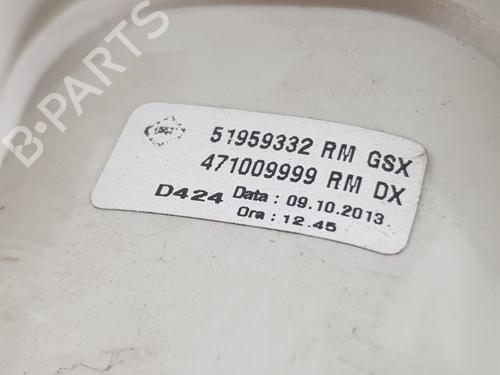 B-PARTS
51959332 RM GSX
471009999 RM DX
D424 Data : 09.10.2013
Ora : 12.45